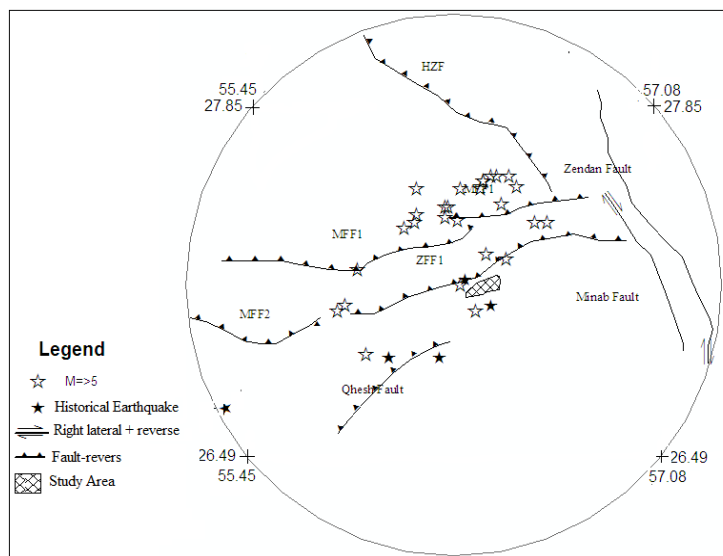 HZF
55.45
27.85
57.08
27.85
Zendan Fault
MFF1
ZFF1
Minab Fault
MFF2
Legend
M=>5
Historical Earthquake
Right lateral + reverse
Fault-revers
Study Area
Qhesh Fault
26.49
55.45
26.49
57.08